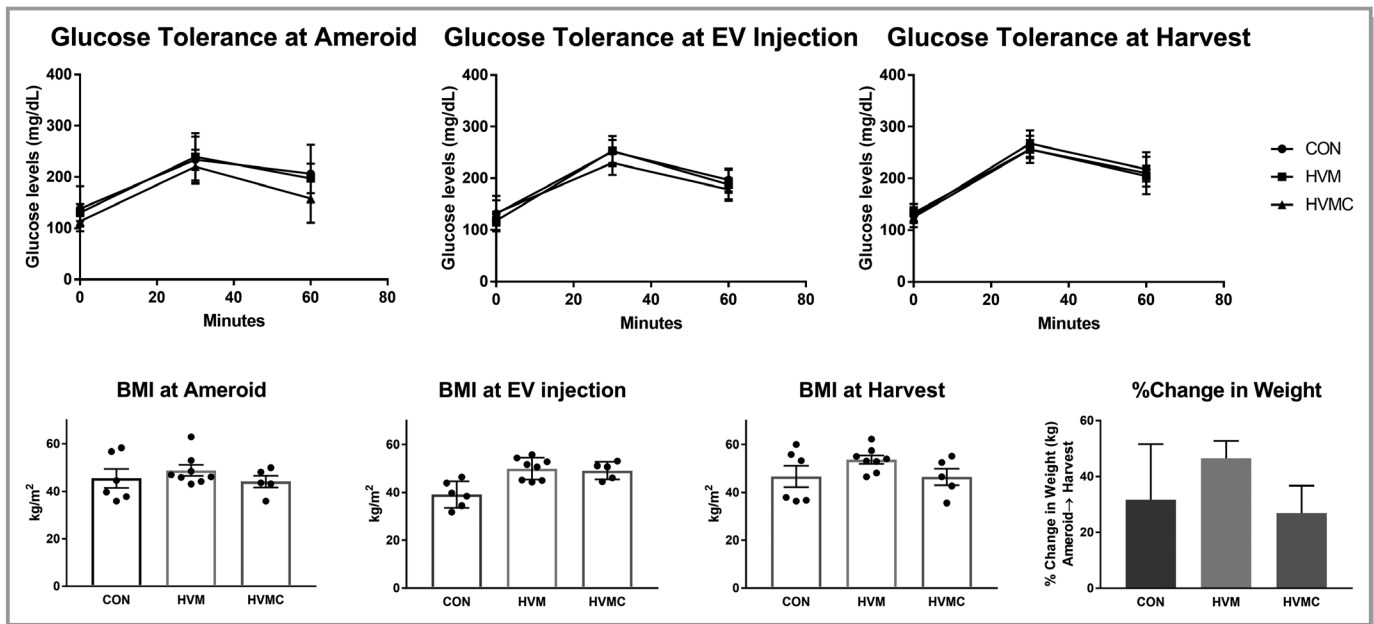 Glucose Tolerance at Ameroid
Glucose levels (mg/dL)
400
300
200
100
0
0 20 40 60 80
Minutes
Glucose Tolerance at EV Injection
Glucose levels (mg/dL)
400
300
200
100
0
0 20 40 60 80
Minutes
Glucose Tolerance at Harvest
Glucose levels (mg/dL)
400
300
200
100
0
0 20 40 60 80
Minutes
CON
HVM
HVMC
BMI at Ameroid
kg/m²
60
40
20
0
CON HVM HVMC
BMI at EV injection
kg/m²
60
40
20
0
CON HVM HVMC
BMI at Harvest
kg/m²
60
40
20
0
CON HVM HVMC
%Change in Weight
% Change in Weight (kg)
Ameroid→ Harvest
60
40
20
0
CON HVM HVMC